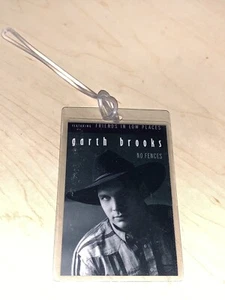 FEATURING FRIENDS IN LOW PLACES
garth brooks
NO FENCES